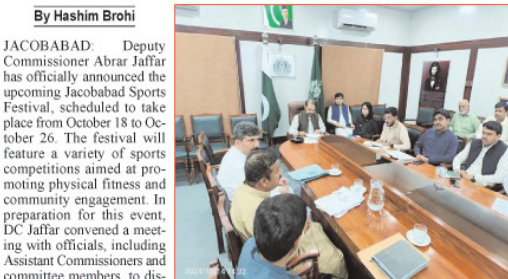 By Hashim Brohi
JACOBABAD: Deputy
Commissioner Abrar Jaffar
has officially announced the
upcoming Jacobabad Sports
Festival, scheduled to take
place from October 18 to Oc-
tober 26. The festival will
feature a variety of sports
competitions aimed at pro-
moting physical fitness and
community engagement. In
preparation for this event,
DC Jaffar convened a meet-
ing with officials, including
Assistant Commissioners and
committee members, to dis-